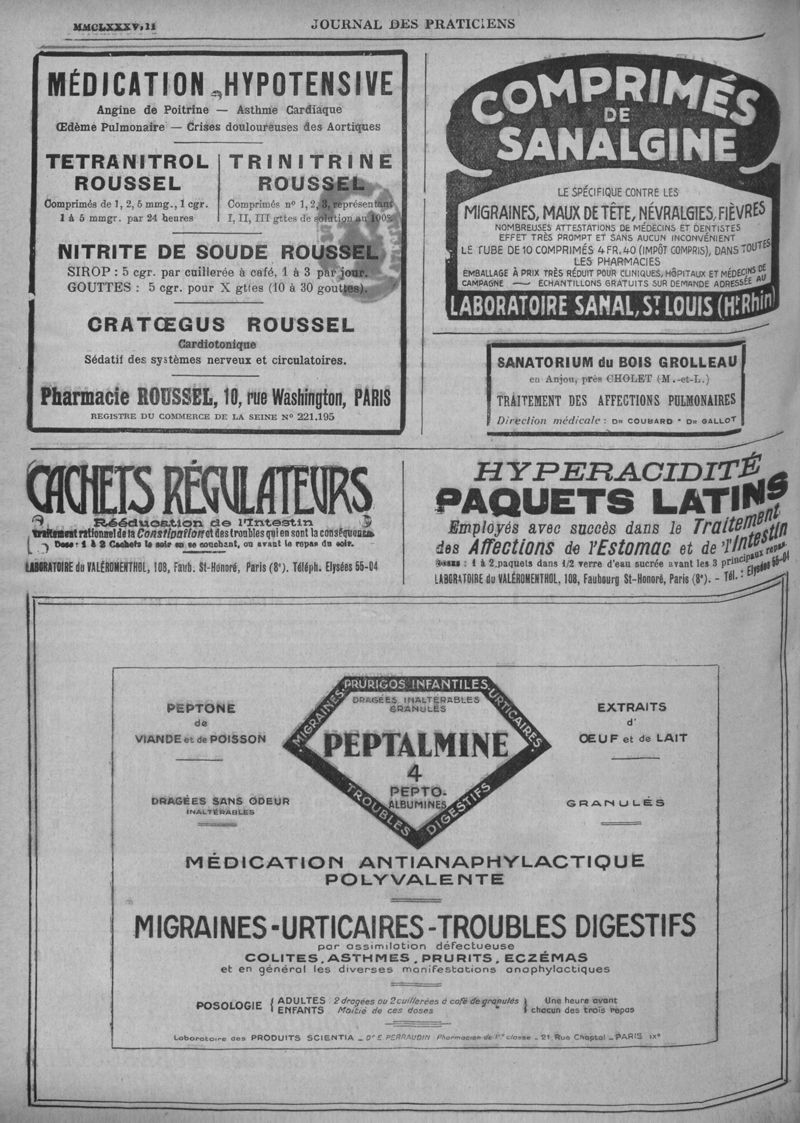 MMCLXXXV,11
JOURNAL DES PRATICIENS
MÉDICATION HYPOTENSIVE
Angine de Poitrine — Asthme Cardiaque
Œdème Pulmonaire — Crises douloureuses des Aortiques
TETRANITROL
ROUSSEL
Comprimés de 1, 2, 5 mmg., 1 cgr.
1 à 5 mmgr. par 24 heures
TRINITRINE
ROUSSEL
Comprimés nº 1, 2, 3, représentant
I, II, III gttes de solution au 100e
NITRITE DE SOUDE ROUSSEL
SIROP : 5 cgr. par cuillerée à café, 1 à 3 par jour.
GOUTTES : 5 cgr. pour X gttes (10 à 30 gouttes).
CRATŒGUS ROUSSEL
Cardiotonique
Sédatif des systèmes nerveux et circulatoires.
Pharmacie ROUSSEL, 10, rue Washington, PARIS
REGISTRE DU COMMERCE DE LA SEINE Nº 221.195
COMPRIMÉS
DE
SANALGINE
LE SPÉCIFIQUE CONTRE LES
MIGRAINES, MAUX DE TÊTE, NÉVRALGIES, FIÈVRES
NOMBREUSES ATTESTATIONS DE MÉDECINS ET DENTISTES
EFFET TRÈS PROMPT ET SANS AUCUN INCONVÉNIENT
LE TUBE DE 10 COMPRIMÉS 4 FR,40 (IMPÔT COMPRIS), DANS TOUTES
LES PHARMACIES
EMBALLAGE À PRIX TRÈS RÉDUIT POUR CLINIQUES, HÔPITAUX ET MÉDECINS DE
CAMPAGNE — ÉCHANTILLONS GRATUITS SUR DEMANDE ADRESSÉE AU
LABORATOIRE SANAL, ST LOUIS (Ht Rhin)
SANATORIUM du BOIS GROLLEAU
en Anjou, près CHOLET (M.-et-L.)
TRAITEMENT DES AFFECTIONS PULMONAIRES
Direction médicale : DR COUBARD * DR GALLOT
CACHETS RÉGULATEURS
Rééducation de l'Intestin
traitement rationnel de la Constipation et des troubles qui en sont la conséquence
Dose : 1 à 2 Cachets le soir en se couchant, ou avant le repas du soir.
LABORATOIRE du VALÉROMENTHOL, 108, Faub. St-Honoré, Paris (8e). Téléph. Elysées 55-04
HYPERACIDITÉ
PAQUETS LATINS
Employés avec succès dans le Traitement
des Affections de l'Estomac et de l'Intestin
Doses : 1 à 2 paquets dans 1/2 verre d'eau sucrée avant les 3 principaux repas
LABORATOIRE du VALÉROMENTHOL, 108, Faubourg St-Honoré, Paris (8e). - Tél. : Elysées 55-04
PRURIGOS INFANTILES
MIGRAINES
URTICAIRES
DRAGÉES INALTÉRABLES
GRANULÉS
PEPTALMINE
4
PEPTO-
ALBUMINES
TROUBLES
DIGESTIFS
PEPTONE
de
VIANDE et de POISSON
DRAGÉES SANS ODEUR
INALTÉRABLES
EXTRAITS
d'
ŒUF et de LAIT
GRANULÉS
MÉDICATION ANTIANAPHYLACTIQUE
POLYVALENTE
MIGRAINES - URTICAIRES - TROUBLES DIGESTIFS
par assimilation défectueuse
COLITES, ASTHMES, PRURITS, ECZÉMAS
et en général les diverses manifestations anaphylactiques
POSOLOGIE { ADULTES 2 dragées ou 2 cuillerées à café de granulés } Une heure avant
ENFANTS Moitié de ces doses chacun des trois repas
Laboratoire des PRODUITS SCIENTIA _ Dr E. PERRAUDIN Pharmacien de 1re classe _ 21, Rue Chaptal _ PARIS IXe